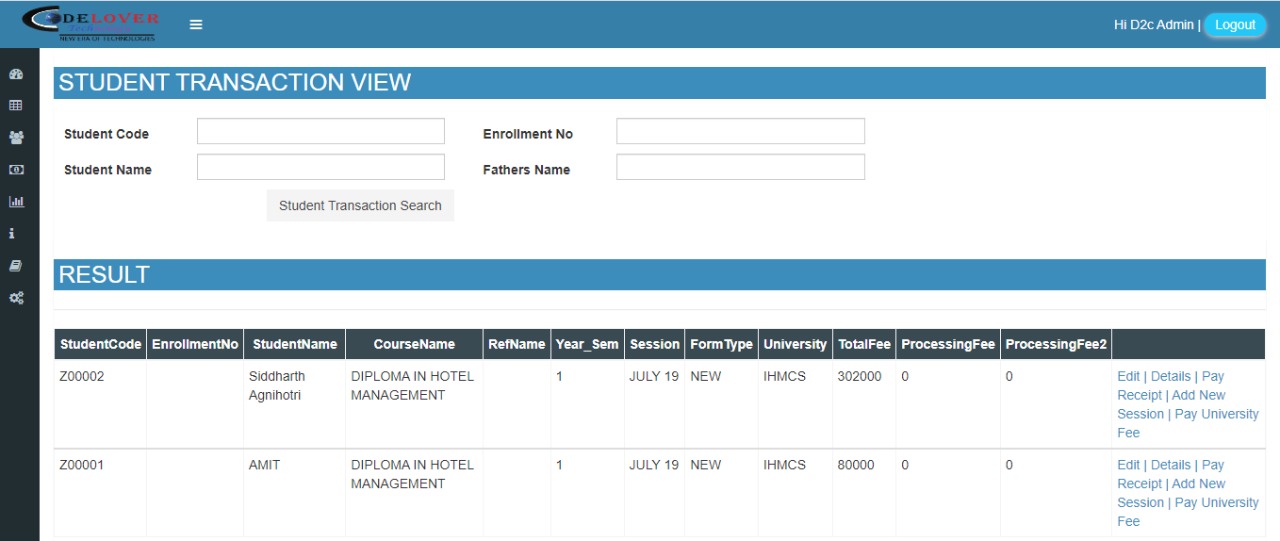 DELOVER
NEW ERA OF TECHNOLOGIES
Hi D2c Admin | Logout
STUDENT TRANSACTION VIEW
Student Code Enrollment No
Student Name Fathers Name
Student Transaction Search
RESULT
StudentCode EnrollmentNo StudentName CourseName RefName Year_Sem Session FormType University TotalFee ProcessingFee ProcessingFee2
Z00002 Siddharth DIPLOMA IN HOTEL 1 JULY 19 NEW IHMCS 302000 0 0 Edit | Details | Pay
Agnihotri MANAGEMENT Receipt | Add New
Session | Pay University
Fee
Z00001 AMIT DIPLOMA IN HOTEL 1 JULY 19 NEW IHMCS 80000 0 0 Edit | Details | Pay
MANAGEMENT Receipt | Add New
Session | Pay University
Fee